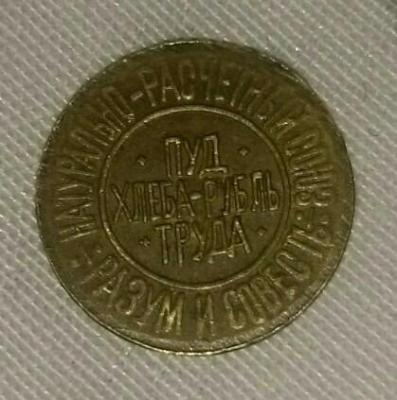 НАТУРАЛЬНО-РАСЧЕТНЫЙ СОЮЗ
ПУД
ХЛЕБА-РУБЛЬ
ТРУДА
РАЗУМ И СОВЕСТЬ